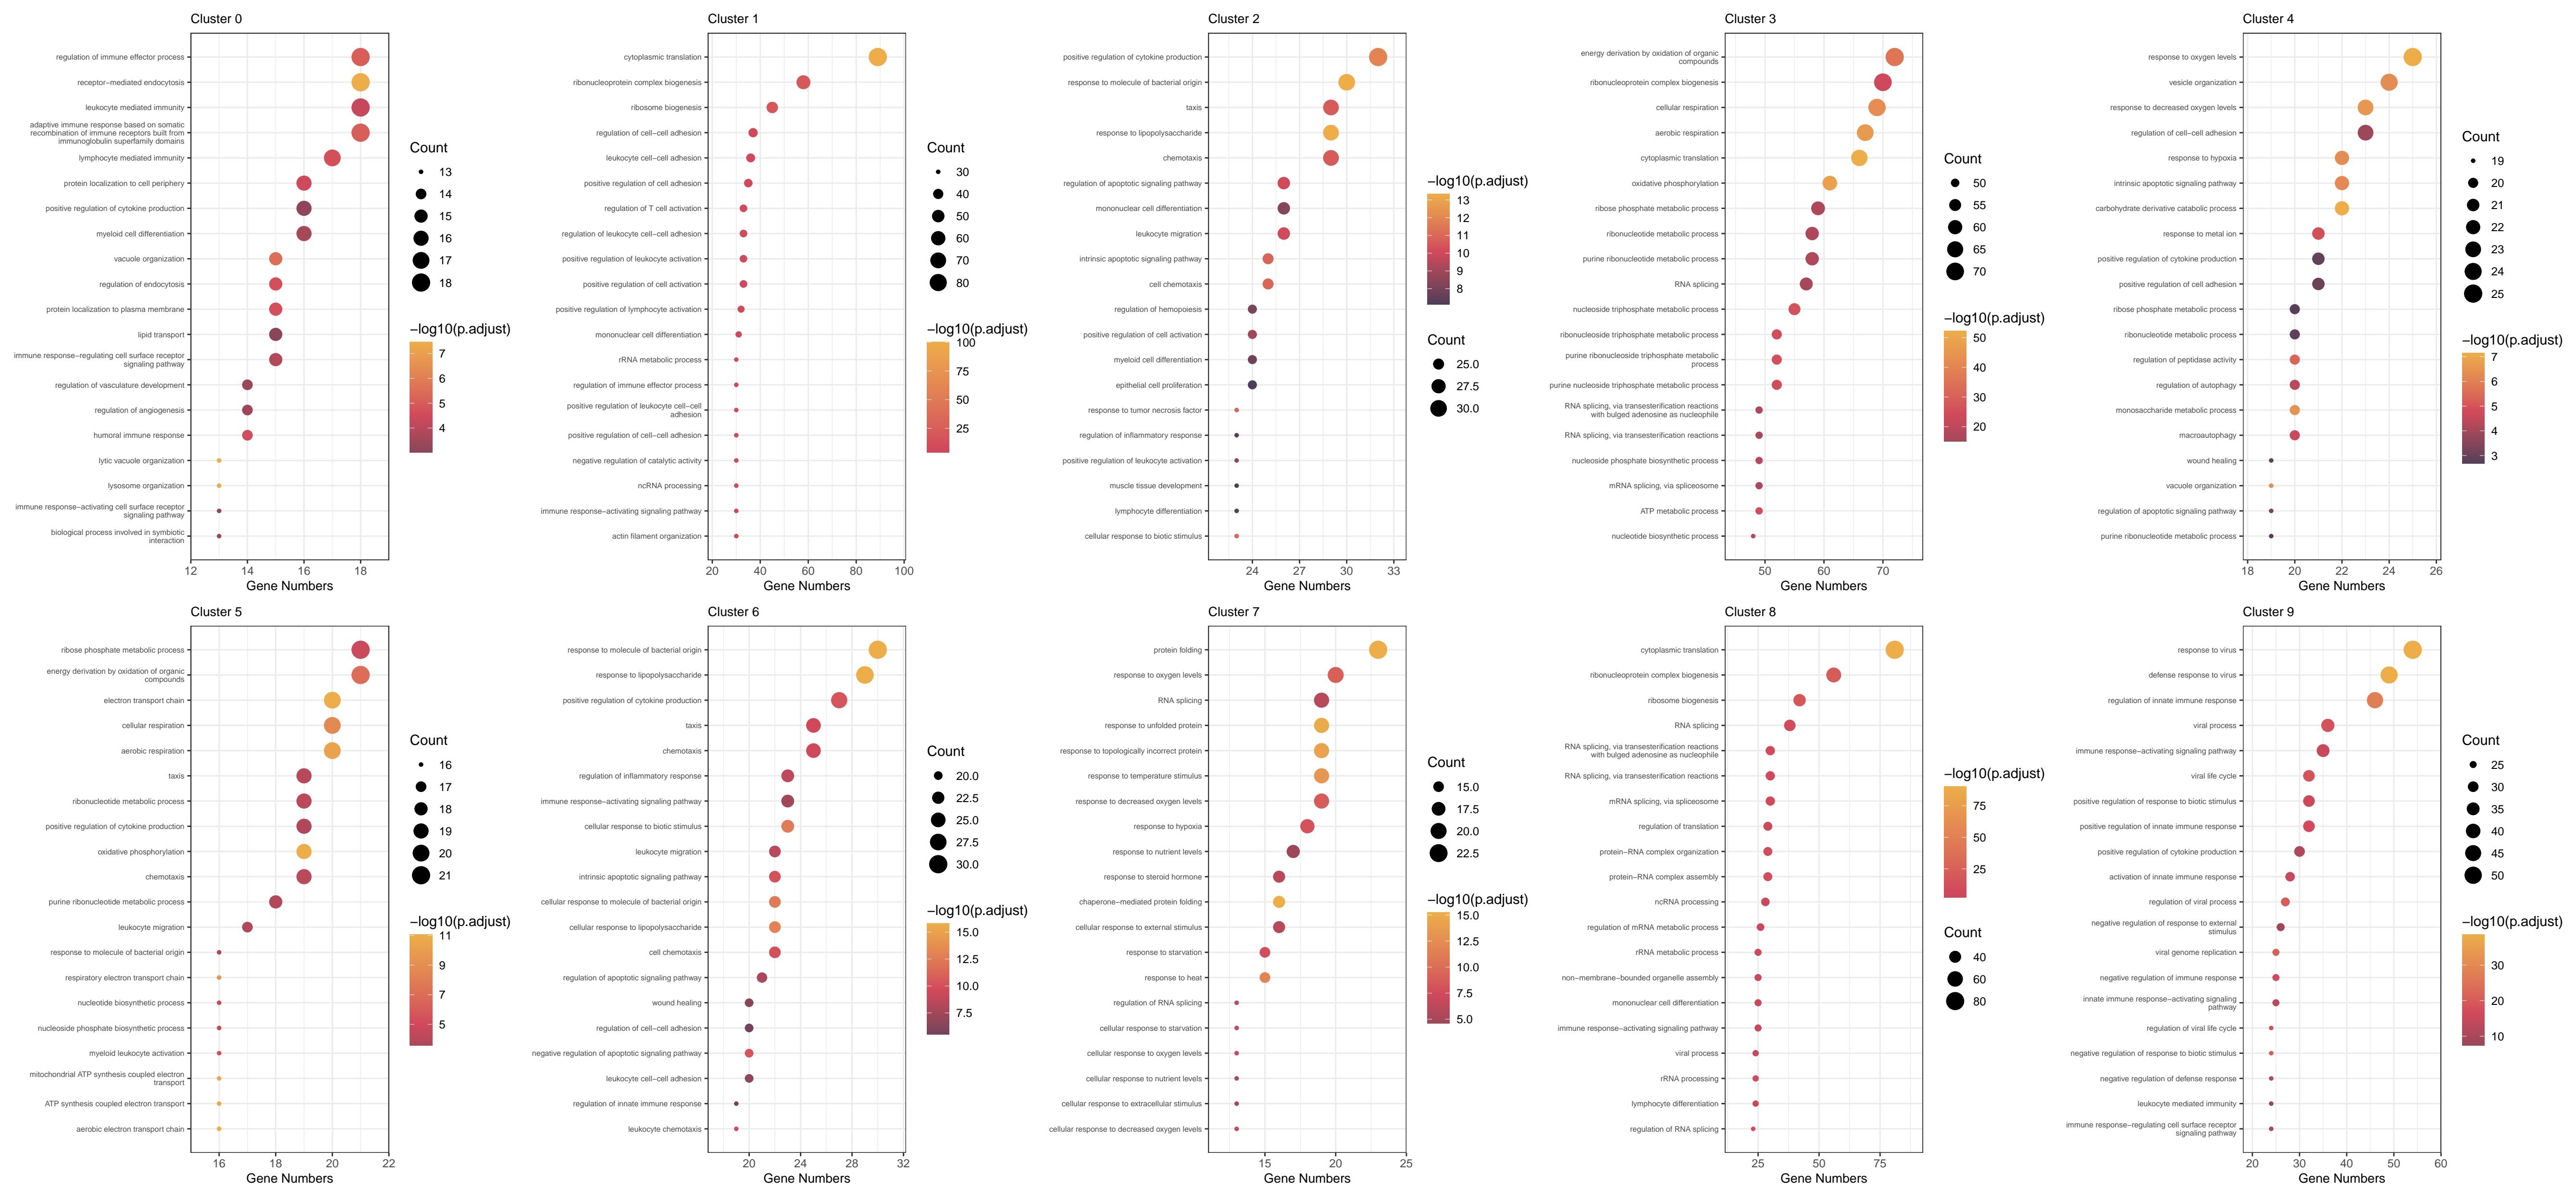 Cluster 0
regulation of immune effector process
receptor−mediated endocytosis
leukocyte mediated immunity
adaptive immune response based on somatic
recombination of immune receptors built from
immunoglobulin superfamily domains
lymphocyte mediated immunity
protein localization to cell periphery
positive regulation of cytokine production
myeloid cell differentiation
vacuole organization
regulation of endocytosis
protein localization to plasma membrane
lipid transport
immune response−regulating cell surface receptor
signaling pathway
regulation of vasculature development
regulation of angiogenesis
humoral immune response
lytic vacuole organization
lysosome organization
immune response−activating cell surface receptor
signaling pathway
biological process involved in symbiotic
interaction
12 14 16 18
Gene Numbers
Count
13
14
15
16
17
18
−log10(p.adjust)
7
6
5
4
Cluster 1
cytoplasmic translation
ribonucleoprotein complex biogenesis
ribosome biogenesis
regulation of cell−cell adhesion
leukocyte cell−cell adhesion
positive regulation of cell adhesion
regulation of T cell activation
regulation of leukocyte cell−cell adhesion
positive regulation of leukocyte activation
positive regulation of cell activation
positive regulation of lymphocyte activation
mononuclear cell differentiation
rRNA metabolic process
regulation of immune effector process
positive regulation of leukocyte cell−cell
adhesion
positive regulation of cell−cell adhesion
negative regulation of catalytic activity
ncRNA processing
immune response−activating signaling pathway
actin filament organization
20 40 60 80 100
Gene Numbers
Count
30
40
50
60
70
80
−log10(p.adjust)
100
75
50
25
Cluster 2
positive regulation of cytokine production
response to molecule of bacterial origin
taxis
response to lipopolysaccharide
chemotaxis
regulation of apoptotic signaling pathway
mononuclear cell differentiation
leukocyte migration
intrinsic apoptotic signaling pathway
cell chemotaxis
regulation of hemopoiesis
positive regulation of cell activation
myeloid cell differentiation
epithelial cell proliferation
response to tumor necrosis factor
regulation of inflammatory response
positive regulation of leukocyte activation
muscle tissue development
lymphocyte differentiation
cellular response to biotic stimulus
24 27 30 33
Gene Numbers
−log10(p.adjust)
13
12
11
10
9
8
Count
25.0
27.5
30.0
Cluster 3
energy derivation by oxidation of organic
compounds
ribonucleoprotein complex biogenesis
cellular respiration
aerobic respiration
cytoplasmic translation
oxidative phosphorylation
ribose phosphate metabolic process
ribonucleotide metabolic process
purine ribonucleotide metabolic process
RNA splicing
nucleoside triphosphate metabolic process
ribonucleoside triphosphate metabolic process
purine ribonucleoside triphosphate metabolic
process
purine nucleoside triphosphate metabolic process
RNA splicing, via transesterification reactions
with bulged adenosine as nucleophile
RNA splicing, via transesterification reactions
nucleoside phosphate biosynthetic process
mRNA splicing, via spliceosome
ATP metabolic process
nucleotide biosynthetic process
50 60 70
Gene Numbers
Count
50
55
60
65
70
−log10(p.adjust)
50
40
30
20
Cluster 4
response to oxygen levels
vesicle organization
response to decreased oxygen levels
regulation of cell−cell adhesion
response to hypoxia
intrinsic apoptotic signaling pathway
carbohydrate derivative catabolic process
response to metal ion
positive regulation of cytokine production
positive regulation of cell adhesion
ribose phosphate metabolic process
ribonucleotide metabolic process
regulation of peptidase activity
regulation of autophagy
monosaccharide metabolic process
macroautophagy
wound healing
vacuole organization
regulation of apoptotic signaling pathway
purine ribonucleotide metabolic process
18 20 22 24 26
Gene Numbers
Count
19
20
21
22
23
24
25
−log10(p.adjust)
7
6
5
4
3
Cluster 5
ribose phosphate metabolic process
energy derivation by oxidation of organic
compounds
electron transport chain
cellular respiration
aerobic respiration
taxis
ribonucleotide metabolic process
positive regulation of cytokine production
oxidative phosphorylation
chemotaxis
purine ribonucleotide metabolic process
leukocyte migration
response to molecule of bacterial origin
respiratory electron transport chain
nucleotide biosynthetic process
nucleoside phosphate biosynthetic process
myeloid leukocyte activation
mitochondrial ATP synthesis coupled electron
transport
ATP synthesis coupled electron transport
aerobic electron transport chain
16 18 20 22
Gene Numbers
Count
16
17
18
19
20
21
−log10(p.adjust)
11
9
7
5
Cluster 6
response to molecule of bacterial origin
response to lipopolysaccharide
positive regulation of cytokine production
taxis
chemotaxis
regulation of inflammatory response
immune response−activating signaling pathway
cellular response to biotic stimulus
leukocyte migration
intrinsic apoptotic signaling pathway
cellular response to molecule of bacterial origin
cellular response to lipopolysaccharide
cell chemotaxis
regulation of apoptotic signaling pathway
wound healing
regulation of cell−cell adhesion
negative regulation of apoptotic signaling pathway
leukocyte cell−cell adhesion
regulation of innate immune response
leukocyte chemotaxis
20 24 28 32
Gene Numbers
Count
20.0
22.5
25.0
27.5
30.0
−log10(p.adjust)
15.0
12.5
10.0
7.5
Cluster 7
protein folding
response to oxygen levels
RNA splicing
response to unfolded protein
response to topologically incorrect protein
response to temperature stimulus
response to decreased oxygen levels
response to hypoxia
response to nutrient levels
response to steroid hormone
chaperone−mediated protein folding
cellular response to external stimulus
response to starvation
response to heat
regulation of RNA splicing
cellular response to starvation
cellular response to oxygen levels
cellular response to nutrient levels
cellular response to extracellular stimulus
cellular response to decreased oxygen levels
15 20 25
Gene Numbers
Count
15.0
17.5
20.0
22.5
−log10(p.adjust)
15.0
12.5
10.0
7.5
5.0
Cluster 8
cytoplasmic translation
ribonucleoprotein complex biogenesis
ribosome biogenesis
RNA splicing
RNA splicing, via transesterification reactions
with bulged adenosine as nucleophile
RNA splicing, via transesterification reactions
mRNA splicing, via spliceosome
regulation of translation
protein−RNA complex organization
protein−RNA complex assembly
ncRNA processing
regulation of mRNA metabolic process
rRNA metabolic process
non−membrane−bounded organelle assembly
mononuclear cell differentiation
immune response−activating signaling pathway
viral process
rRNA processing
lymphocyte differentiation
regulation of RNA splicing
25 50 75
Gene Numbers
−log10(p.adjust)
75
50
25
Count
40
60
80
Cluster 9
response to virus
defense response to virus
regulation of innate immune response
viral process
immune response−activating signaling pathway
viral life cycle
positive regulation of response to biotic stimulus
positive regulation of innate immune response
positive regulation of cytokine production
activation of innate immune response
regulation of viral process
negative regulation of response to external
stimulus
viral genome replication
negative regulation of immune response
innate immune response−activating signaling
pathway
regulation of viral life cycle
negative regulation of response to biotic stimulus
negative regulation of defense response
leukocyte mediated immunity
immune response−regulating cell surface receptor
signaling pathway
20 30 40 50 60
Gene Numbers
Count
25
30
35
40
45
50
−log10(p.adjust)
30
20
10